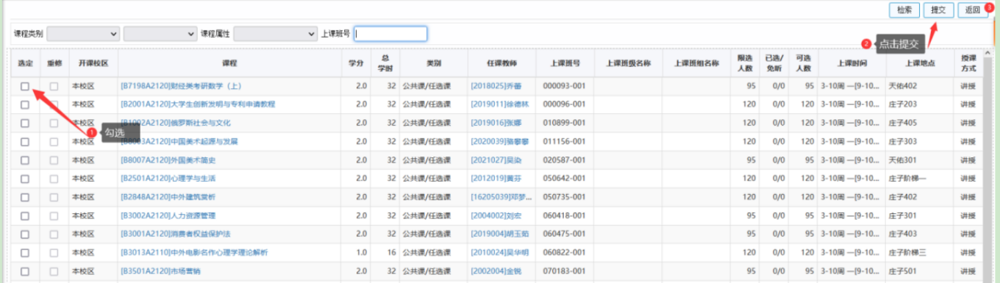 检索 提交 返回 3
课程类别 课程属性 上课班号
2 点击提交
选定 重修 开课校区 课程 学分 总学时 类别 任课教师 上课班号 上课班级名称 上课班组名称 限选人数 已选/免听 可选人数 上课时间 上课地点 授课方式
本校区 [B7198A2120]财经类考研数学（上） 2.0 32 公共课/任选课 [2018025]乔蕾 000093-001 95 0/0 95 3-10周 —[9-10... 天佑402 讲授
本校区 [B2001A2120]大学生创新发明与专利申请教程 2.0 32 公共课/任选课 [2019011]徐德林 000096-001 120 0/0 120 3-10周 —[9-10... 庄子203 讲授
本校区 [B1002A2120]俄罗斯社会与文化 2.0 32 公共课/任选课 [2019016]张娜 010899-001 95 0/0 95 3-10周 —[9-10... 庄子405 讲授
1 勾选
本校区 [B8003A2120]中国美术起源与发展 2.0 32 公共课/任选课 [2020039]骆攀攀 011156-001 120 0/0 120 3-10周 —[9-10... 庄子303 讲授
本校区 [B8007A2120]外国美术简史 2.0 32 公共课/任选课 [2021027]吴染 020587-001 95 0/0 95 3-10周 —[9-10... 天佑301 讲授
本校区 [B2501A2120]心理学与生活 2.0 32 公共课/任选课 [2012019]黄芬 050642-001 120 0/0 120 3-10周 —[9-10... 庄子阶梯一 讲授
本校区 [B2848A2120]中外建筑赏析 2.0 32 公共课/任选课 [16205039]邓梦... 050735-001 120 0/0 120 3-10周 —[9-10... 庄子402 讲授
本校区 [B3002A2120]人力资源管理 2.0 32 公共课/任选课 [2004002]刘宏 060418-001 95 0/0 95 3-10周 —[9-10... 庄子301 讲授
本校区 [B3001A2120]消费者权益保护法 2.0 32 公共课/任选课 [2019004]胡玉茹 060475-001 95 0/0 95 3-10周 —[9-10... 庄子403 讲授
本校区 [B3013A2110]中外电影名作心理学理论解析 1.0 16 公共课/任选课 [2010024]吴华明 060822-001 120 0/0 120 3-10周 —[9-10... 庄子阶梯三 讲授
本校区 [B3501A2120]市场营销 2.0 32 公共课/任选课 [2002004]金锐 070183-001 95 0/0 95 3-10周 —[9-10... 庄子501 讲授